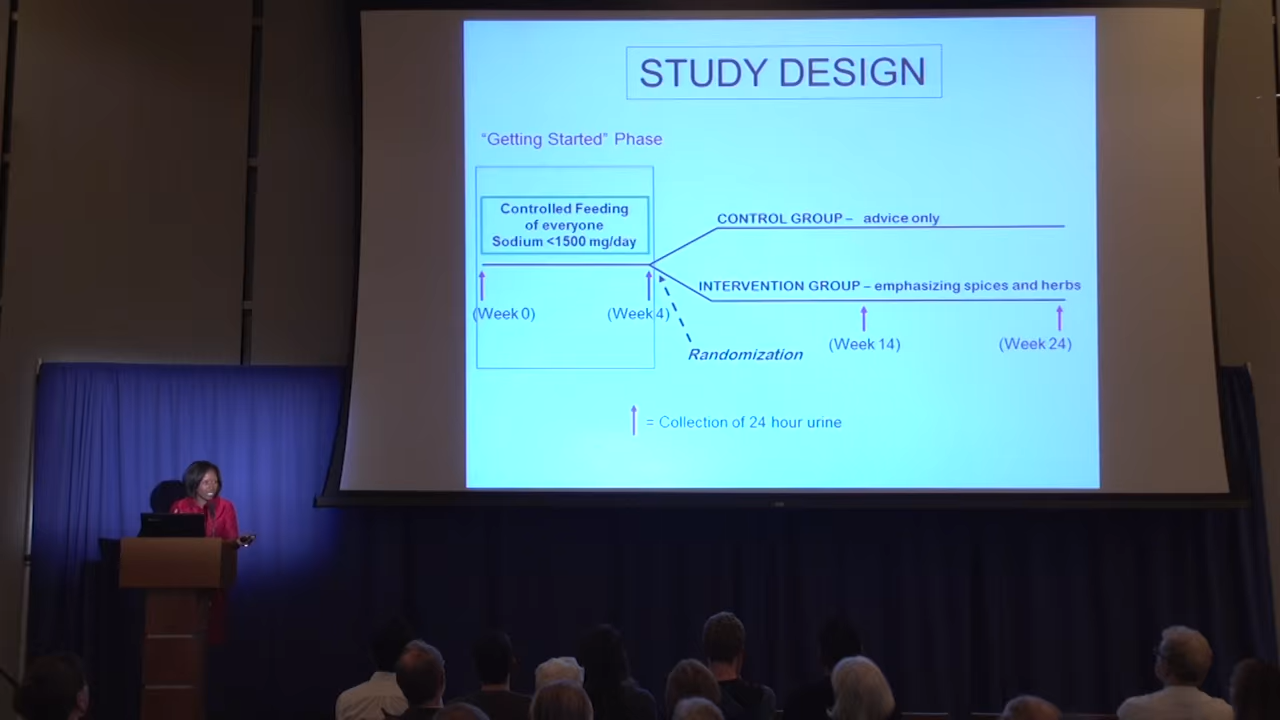 STUDY DESIGN
“Getting Started” Phase
Controlled Feeding
of everyone
Sodium <1500 mg/day
CONTROL GROUP – advice only
INTERVENTION GROUP – emphasizing spices and herbs
(Week 0)
(Week 4)
(Week 14)
(Week 24)
Randomization
= Collection of 24 hour urine